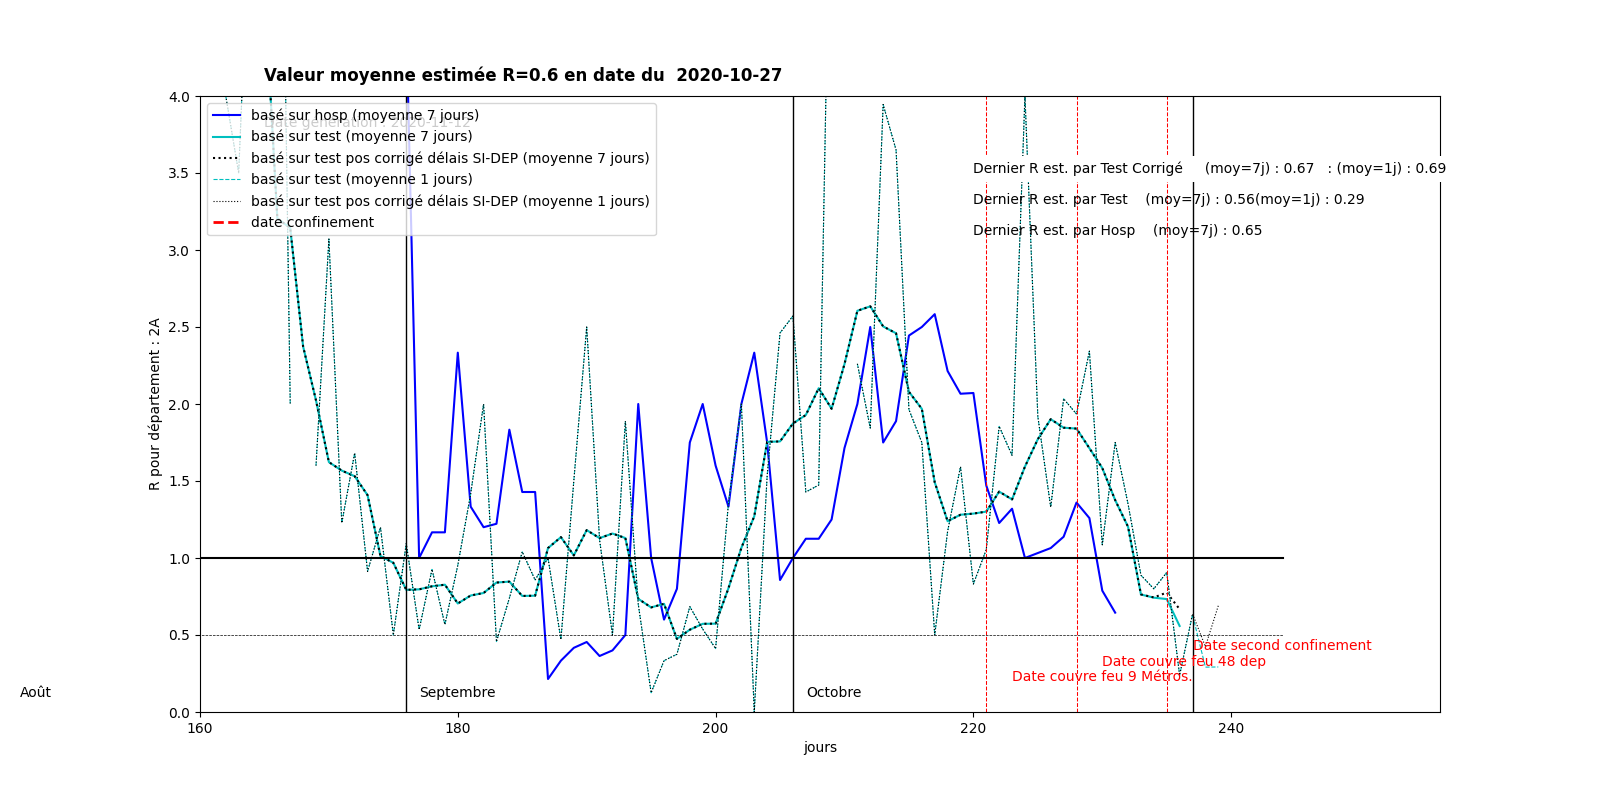 Valeur moyenne estimée R=0.6 en date du  2020-10-27
Date génération : 2020-11-12
basé sur hosp (moyenne 7 jours)
basé sur test (moyenne 7 jours)
basé sur test pos corrigé délais SI-DEP (moyenne 7 jours)
basé sur test (moyenne 1 jours)
basé sur test pos corrigé délais SI-DEP (moyenne 1 jours)
date confinement
Dernier R est. par Test Corrigé     (moy=7j) : 0.67   : (moy=1j) : 0.69
Dernier R est. par Test    (moy=7j) : 0.56(moy=1j) : 0.29
Dernier R est. par Hosp    (moy=7j) : 0.65
4.0
3.5
3.0
2.5
2.0
1.5
1.0
0.5
0.0
R pour département : 2A
Date second confinement
Date couvre feu 48 dep
Date couvre feu 9 Métros.
Août
Septembre
Octobre
160
180
200
220
240
jours